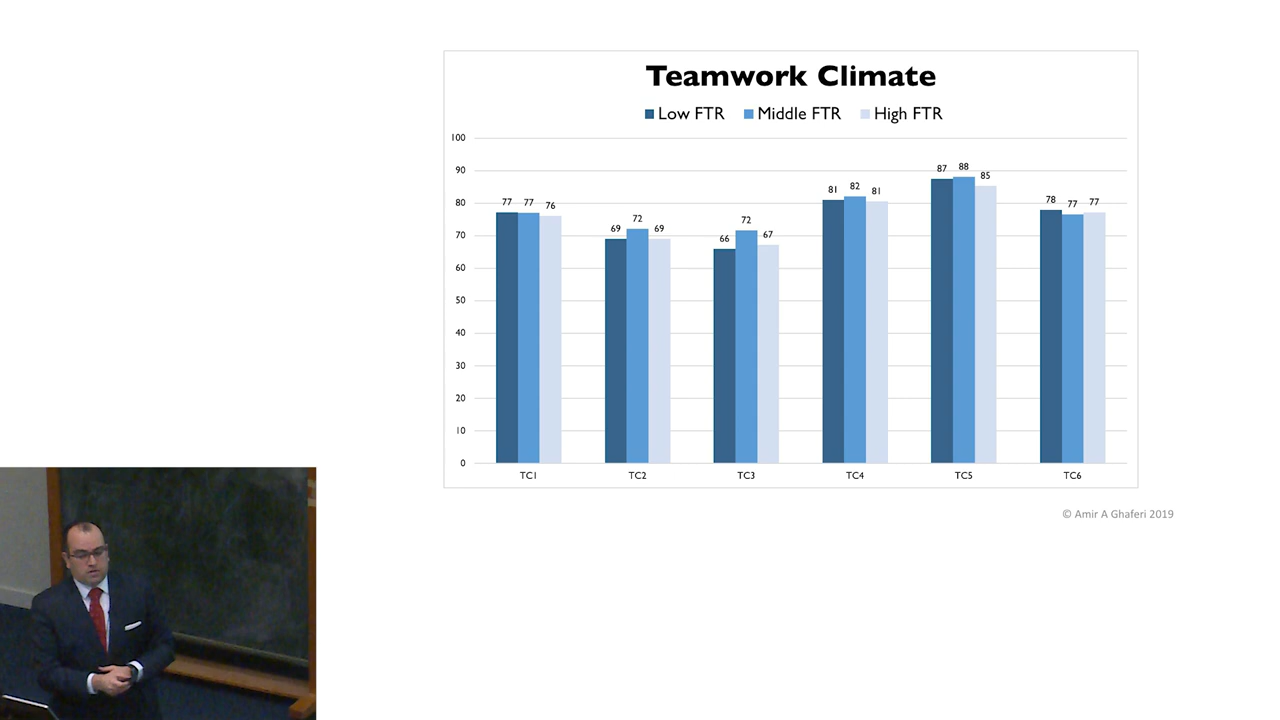 Teamwork Climate
Low FTR Middle FTR High FTR
100
90
80
70
60
50
40
30
20
10
0
77 77 76
69 72 69
66 72 67
81 82 81
87 88 85
78 77 77
TC1 TC2 TC3 TC4 TC5 TC6
© Amir A Ghaferi 2019